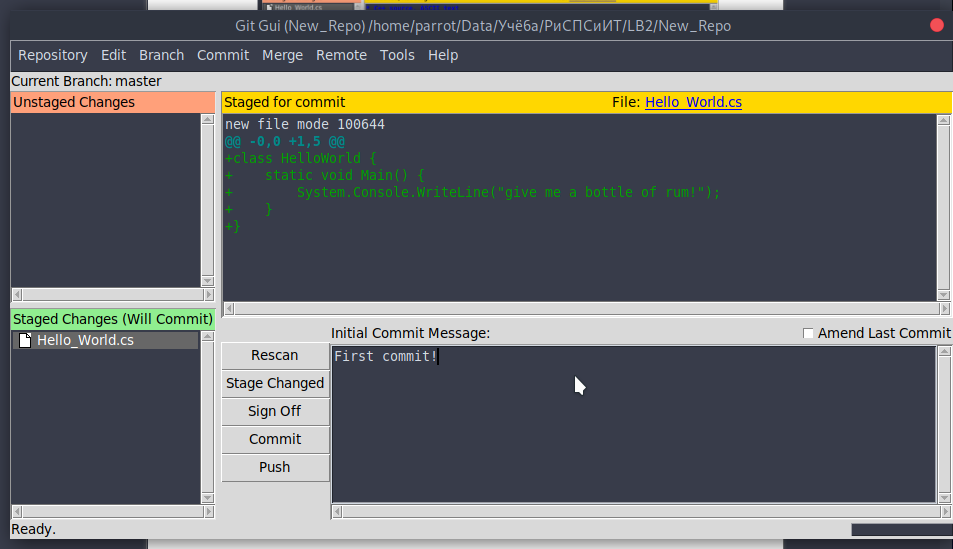 Hello_World.cs
Git Gui (New_Repo) /home/parrot/Data/Учёба/РиСПСиИТ/LB2/New_Repo
Repository Edit Branch Commit Merge Remote Tools Help
Current Branch: master
Unstaged Changes
Staged for commit File: Hello_World.cs
new file mode 100644
@@ -0,0 +1,5 @@
+class HelloWorld {
+    static void Main() {
+        System.Console.WriteLine("give me a bottle of rum!");
+    }
+}
Staged Changes (Will Commit)
Hello_World.cs
Initial Commit Message: Amend Last Commit
Rescan
Stage Changed
Sign Off
Commit
Push
First commit!
Ready.